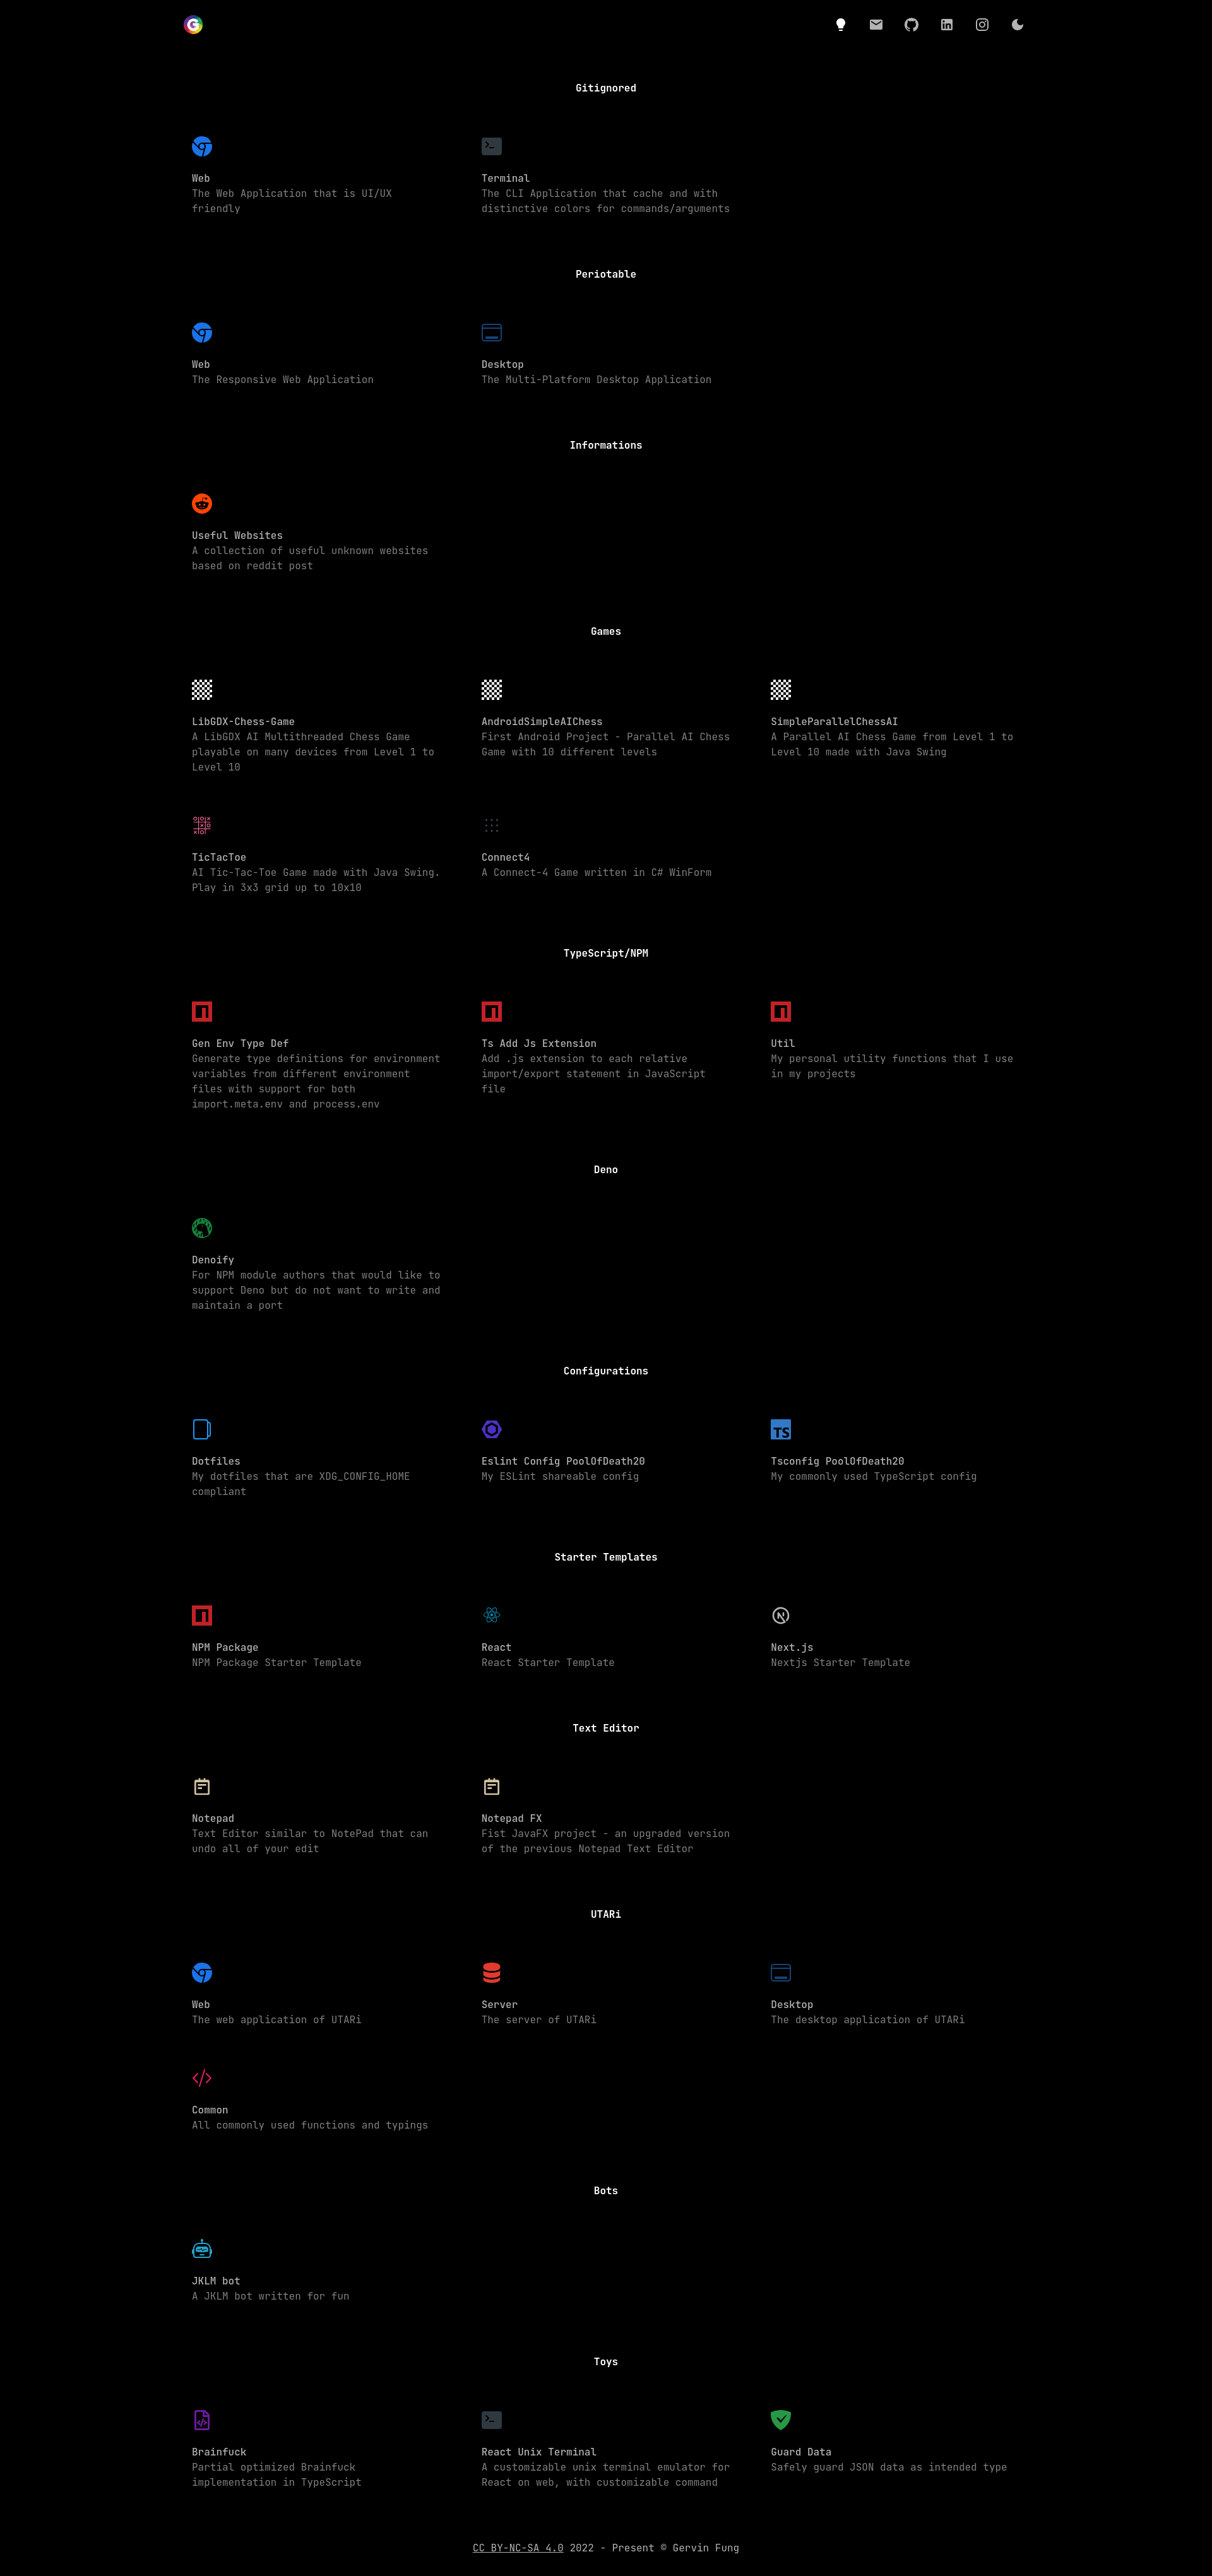 Gitignored
Web
The Web Application that is UI/UX
friendly
Terminal
The CLI Application that cache and with
distinctive colors for commands/arguments
Periotable
Web
The Responsive Web Application
Desktop
The Multi-Platform Desktop Application
Informations
Useful Websites
A collection of useful unknown websites
based on reddit post
Games
LibGDX-Chess-Game
A LibGDX AI Multithreaded Chess Game
playable on many devices from Level 1 to
Level 10
AndroidSimpleAIChess
First Android Project - Parallel AI Chess
Game with 10 different levels
SimpleParallelChessAI
A Parallel AI Chess Game from Level 1 to
Level 10 made with Java Swing
TicTacToe
AI Tic-Tac-Toe Game made with Java Swing.
Play in 3x3 grid up to 10x10
Connect4
A Connect-4 Game written in C# WinForm
TypeScript/NPM
Gen Env Type Def
Generate type definitions for environment
variables from different environment
files with support for both
import.meta.env and process.env
Ts Add Js Extension
Add .js extension to each relative
import/export statement in JavaScript
file
Util
My personal utility functions that I use
in my projects
Deno
Denoify
For NPM module authors that would like to
support Deno but do not want to write and
maintain a port
Configurations
Dotfiles
My dotfiles that are XDG_CONFIG_HOME
compliant
Eslint Config PoolOfDeath20
My ESLint shareable config
TS
Tsconfig PoolOfDeath20
My commonly used TypeScript config
Starter Templates
NPM Package
NPM Package Starter Template
React
React Starter Template
Next.js
Nextjs Starter Template
Text Editor
Notepad
Text Editor similar to NotePad that can
undo all of your edit
Notepad FX
Fist JavaFX project - an upgraded version
of the previous Notepad Text Editor
UTARi
Web
The web application of UTARi
Server
The server of UTARi
Desktop
The desktop application of UTARi
Common
All commonly used functions and typings
Bots
JKLM bot
A JKLM bot written for fun
Toys
Brainfuck
Partial optimized Brainfuck
implementation in TypeScript
React Unix Terminal
A customizable unix terminal emulator for
React on web, with customizable command
Guard Data
Safely guard JSON data as intended type
CC BY-NC-SA 4.0 2022 - Present © Gervin Fung